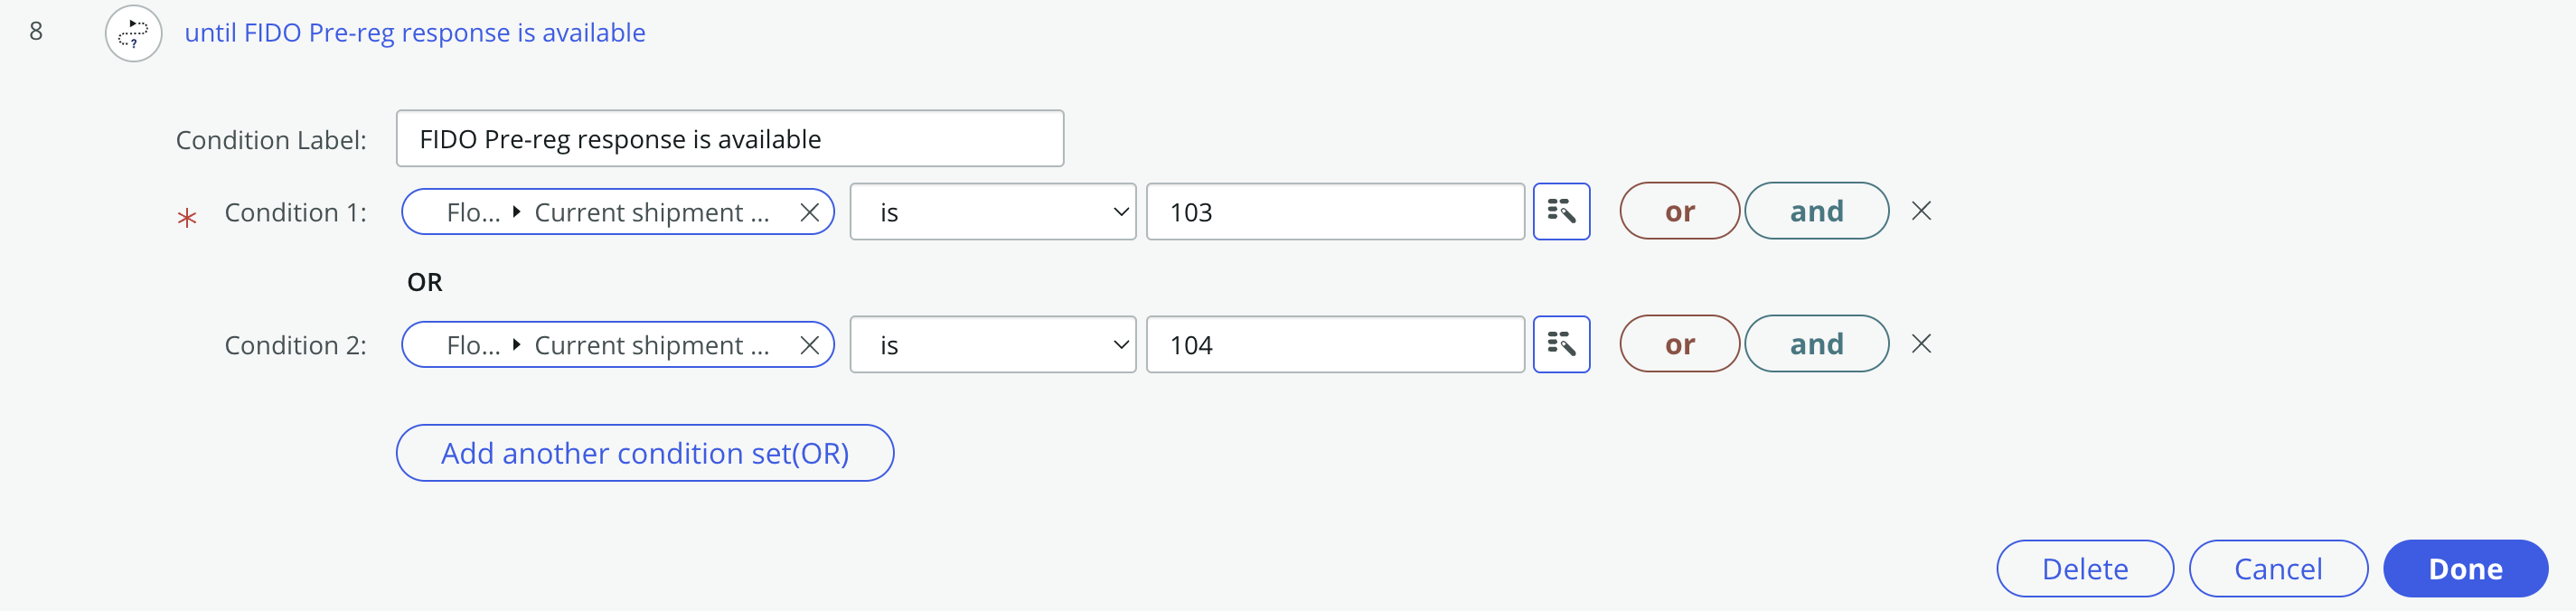 8 until FIDO Pre-reg response is available
Condition Label: FIDO Pre-reg response is available
* Condition 1: Flo... Current shipment ... is 103 or and
OR
Condition 2: Flo... Current shipment ... is 104 or and
Add another condition set(OR)
Delete Cancel Done